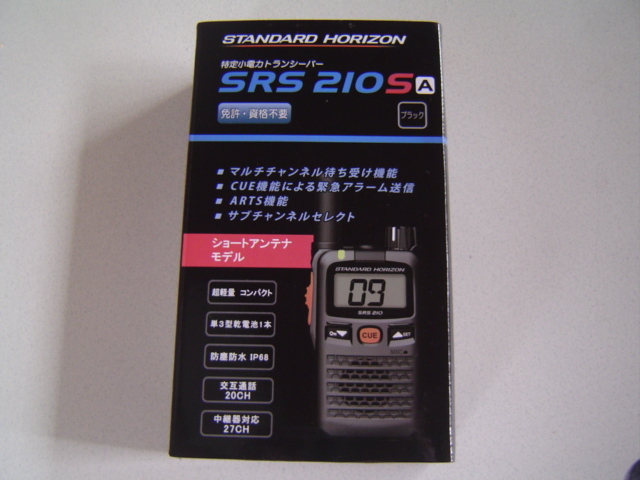 STANDARD HORIZON
特定小電力トランシーバー
SRS 210SA
免許・資格不要
ブラック
■ マルチチャンネル待ち受け機能
■ CUE機能による緊急アラーム送信
■ ARTS機能
■ サブチャンネルセレクト
ショートアンテナ
モデル
STANDARD HORIZON
09
SRS 210
On/▼
CUE
▲/SET
MIC
超軽量 コンパクト
単3型乾電池1本
防塵防水 IP68
交互通話
20CH
中継器対応
27CH